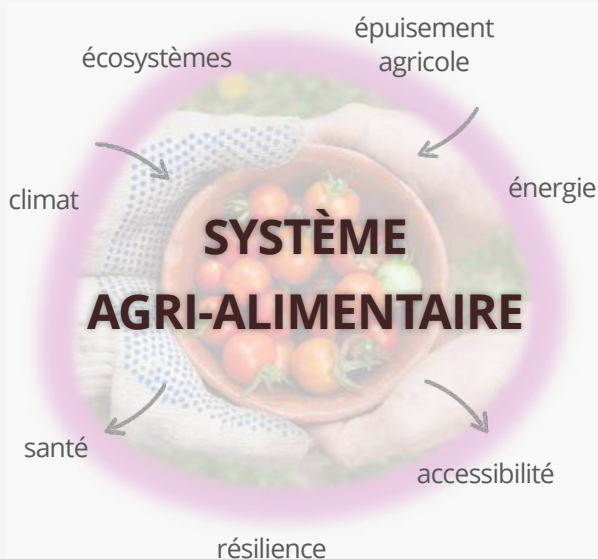 épuisement
agricole
écosystèmes
climat
énergie
SYSTÈME
AGRI-ALIMENTAIRE
santé
accessibilité
résilience